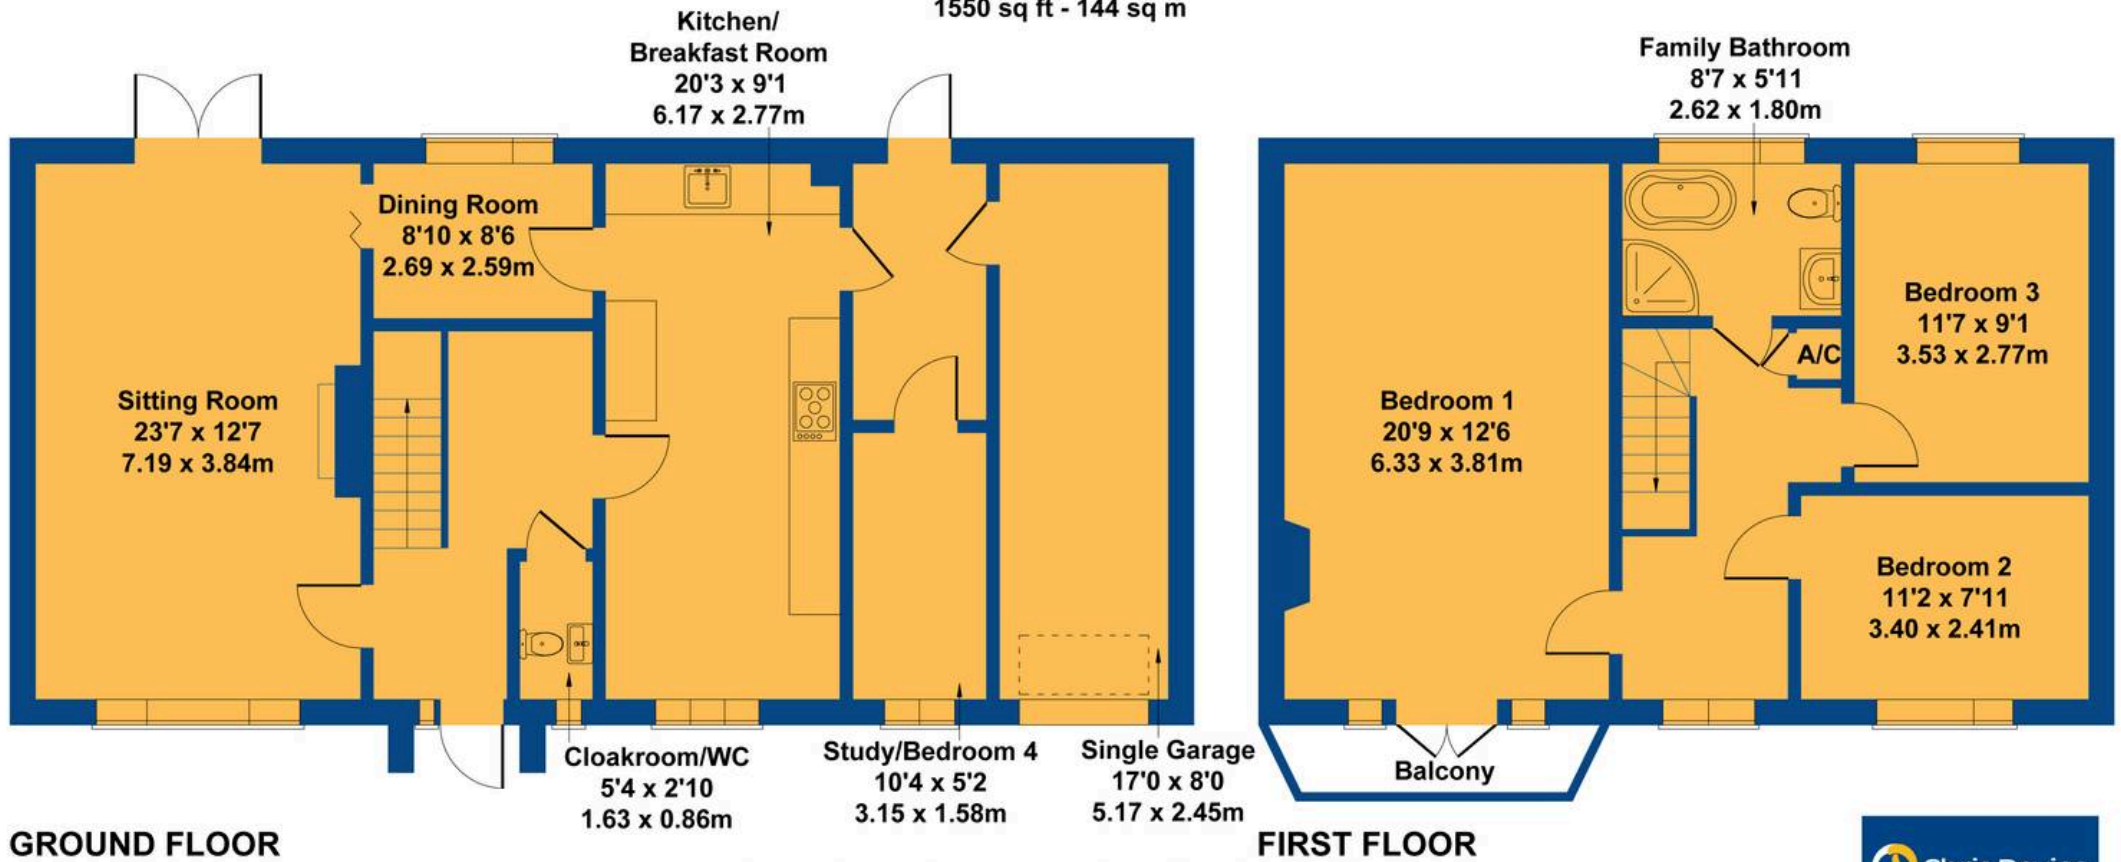 1550 sq ft - 144 sq m
Kitchen/
Breakfast Room
20'3 x 9'1
6.17 x 2.77m
Family Bathroom
8'7 x 5'11
2.62 x 1.80m
Dining Room
8'10 x 8'6
2.69 x 2.59m
Sitting Room
23'7 x 12'7
7.19 x 3.84m
Bedroom 1
20'9 x 12'6
6.33 x 3.81m
Bedroom 3
11'7 x 9'1
3.53 x 2.77m
A/C
Bedroom 2
11'2 x 7'11
3.40 x 2.41m
Cloakroom/WC
5'4 x 2'10
1.63 x 0.86m
Study/Bedroom 4
10'4 x 5'2
3.15 x 1.58m
Single Garage
17'0 x 8'0
5.17 x 2.45m
Balcony
GROUND FLOOR
FIRST FLOOR